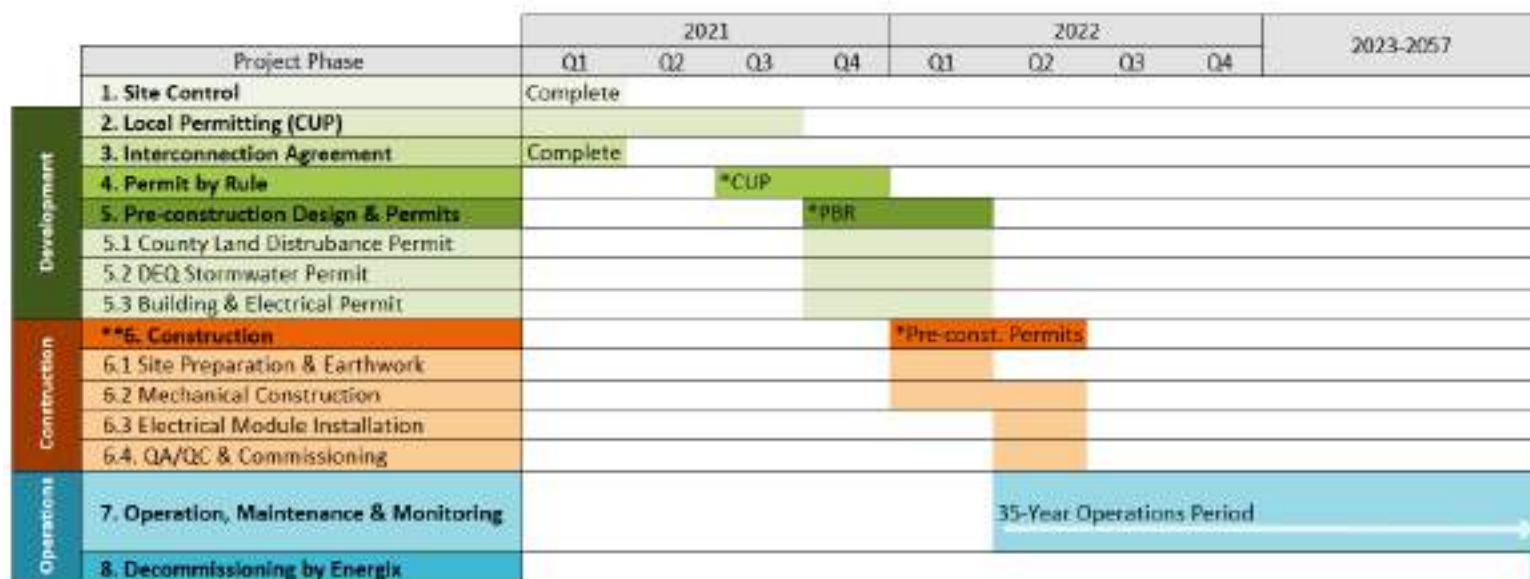 2021 2022 2023-2057
Project Phase Q1 Q2 Q3 Q4 Q1 Q2 Q3 Q4
1. Site Control Complete
Development
2. Local Permitting (CUP)
3. Interconnection Agreement Complete
4. Permit by Rule *CUP
5. Pre-construction Design & Permits *PBR
5.1 County Land Distrubance Permit
5.2 DEQ Stormwater Permit
5.3 Building & Electrical Permit
Construction
**6. Construction *Pre-const. Permits
6.1 Site Preparation & Earthwork
6.2 Mechanical Construction
6.3 Electrical Module Installation
6.4. QA/QC & Commissioning
Operations
7. Operation, Maintenance & Monitoring 35-Year Operations Period
8. Decommissioning by Energix